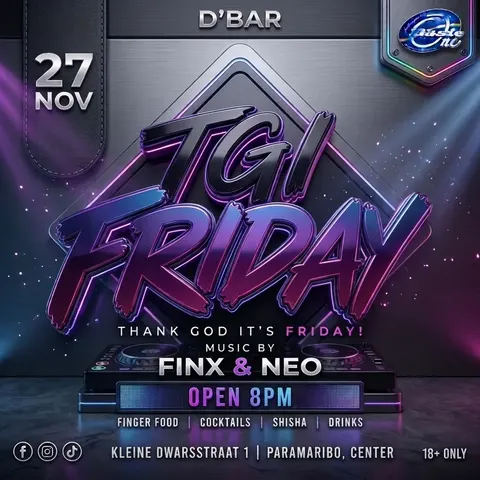 D'BAR
27
NOV
TGI
FRIDAY
THANK GOD IT'S FRIDAY!
MUSIC BY
FINX & NEO
OPEN 8PM
FINGER FOOD | COCKTAILS | SHISHA | DRINKS
KLEINE DWARSSTRAAT 1 | PARAMARIBO, CENTER
18+ ONLY